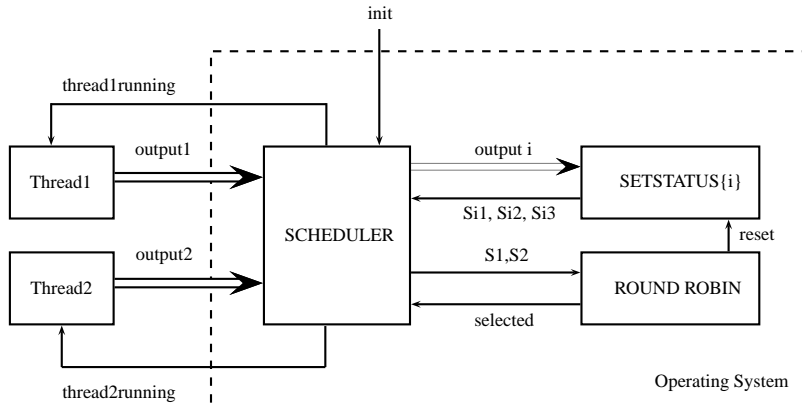 init
thread1running
output1
output i
Thread1
SETSTATUS{i}
Si1, Si2, Si3
SCHEDULER
reset
output2
S1,S2
Thread2
ROUND ROBIN
selected
Operating System
thread2running